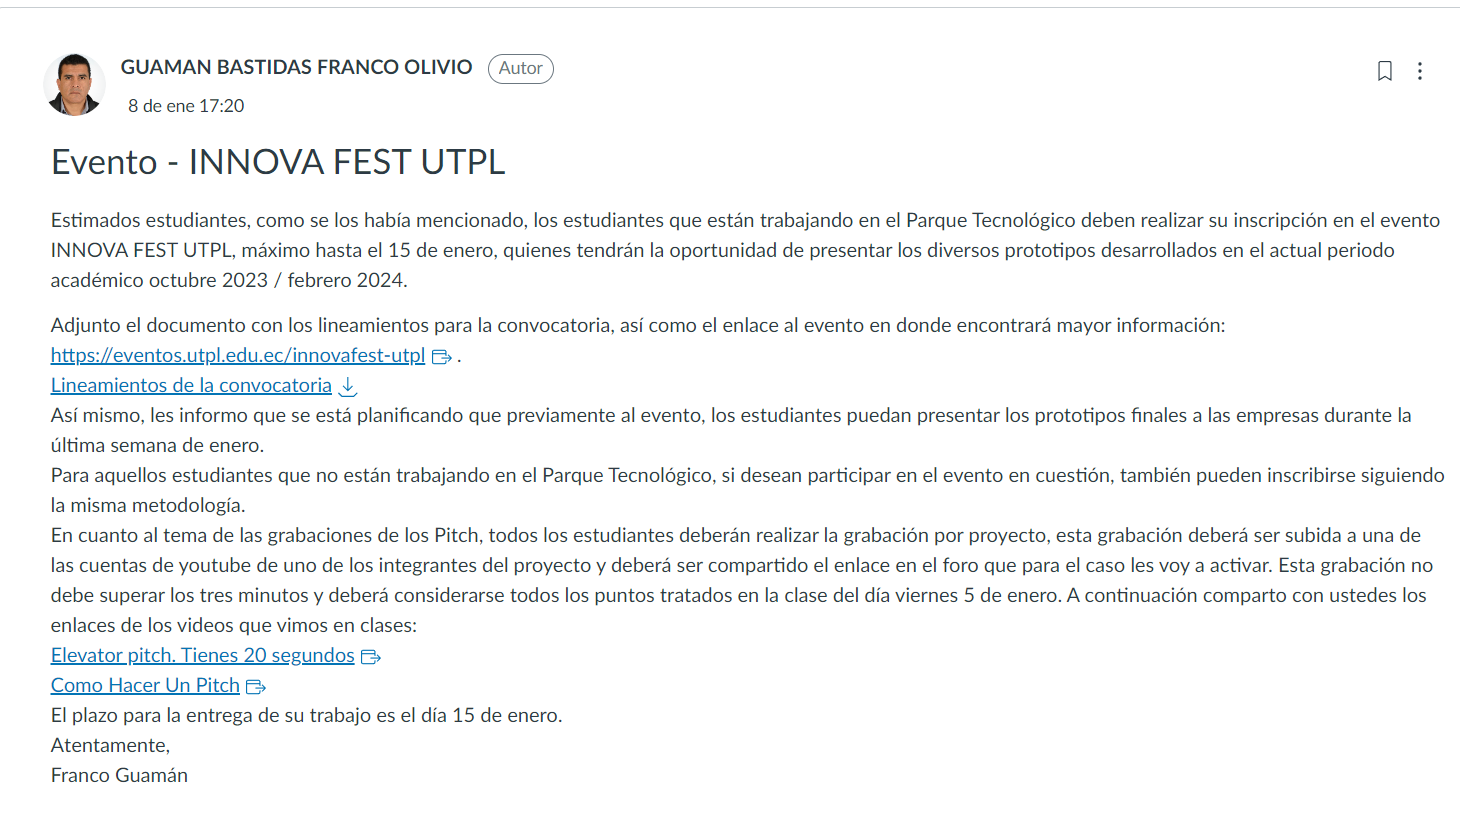 GUAMAN BASTIDAS FRANCO OLIVIO Autor
8 de ene 17:20
Evento - INNOVA FEST UTPL
Estimados estudiantes, como se los había mencionado, los estudiantes que están trabajando en el Parque Tecnológico deben realizar su inscripción en el evento
INNOVA FEST UTPL, máximo hasta el 15 de enero, quienes tendrán la oportunidad de presentar los diversos prototipos desarrollados en el actual periodo
académico octubre 2023 / febrero 2024.
Adjunto el documento con los lineamientos para la convocatoria, así como el enlace al evento en donde encontrará mayor información:
https://eventos.utpl.edu.ec/innovafest-utpl .
Lineamientos de la convocatoria
Así mismo, les informo que se está planificando que previamente al evento, los estudiantes puedan presentar los prototipos finales a las empresas durante la
última semana de enero.
Para aquellos estudiantes que no están trabajando en el Parque Tecnológico, si desean participar en el evento en cuestión, también pueden inscribirse siguiendo
la misma metodología.
En cuanto al tema de las grabaciones de los Pitch, todos los estudiantes deberán realizar la grabación por proyecto, esta grabación deberá ser subida a una de
las cuentas de youtube de uno de los integrantes del proyecto y deberá ser compartido el enlace en el foro que para el caso les voy a activar. Esta grabación no
debe superar los tres minutos y deberá considerarse todos los puntos tratados en la clase del día viernes 5 de enero. A continuación comparto con ustedes los
enlaces de los videos que vimos en clases:
Elevator pitch. Tienes 20 segundos
Como Hacer Un Pitch
El plazo para la entrega de su trabajo es el día 15 de enero.
Atentamente,
Franco Guamán